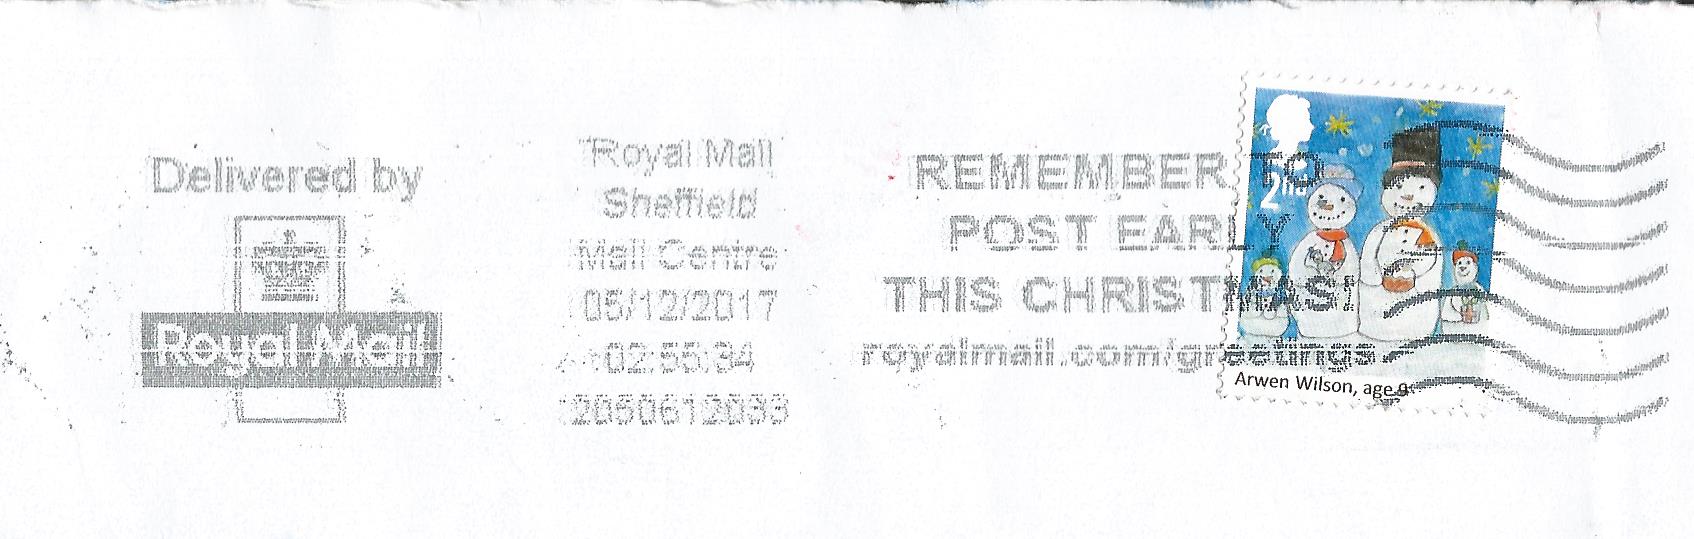 Delivered by
Royal Mail
Royal Mail
Sheffield
Mail Centre
05/12/2017
02:55:34
2060612033
REMEMBER TO
POST EARLY
THIS CHRISTMAS!
royalmail.com/greetings
2nd
Arwen Wilson, age 9